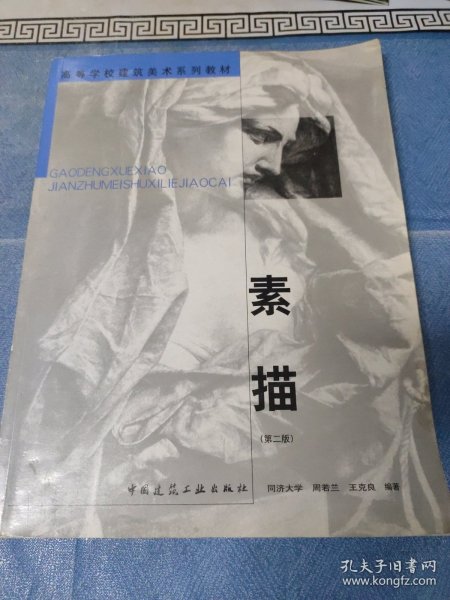 高等学校建筑美术系列教材
GAODENGXUEXIAO
JIANZHUMEISHUXILIEJIAOCAI
素
描
(第二版)
中国建筑工业出版社
同济大学 周若兰 王克良 编著
孔夫子旧书网
www.kongfz.com